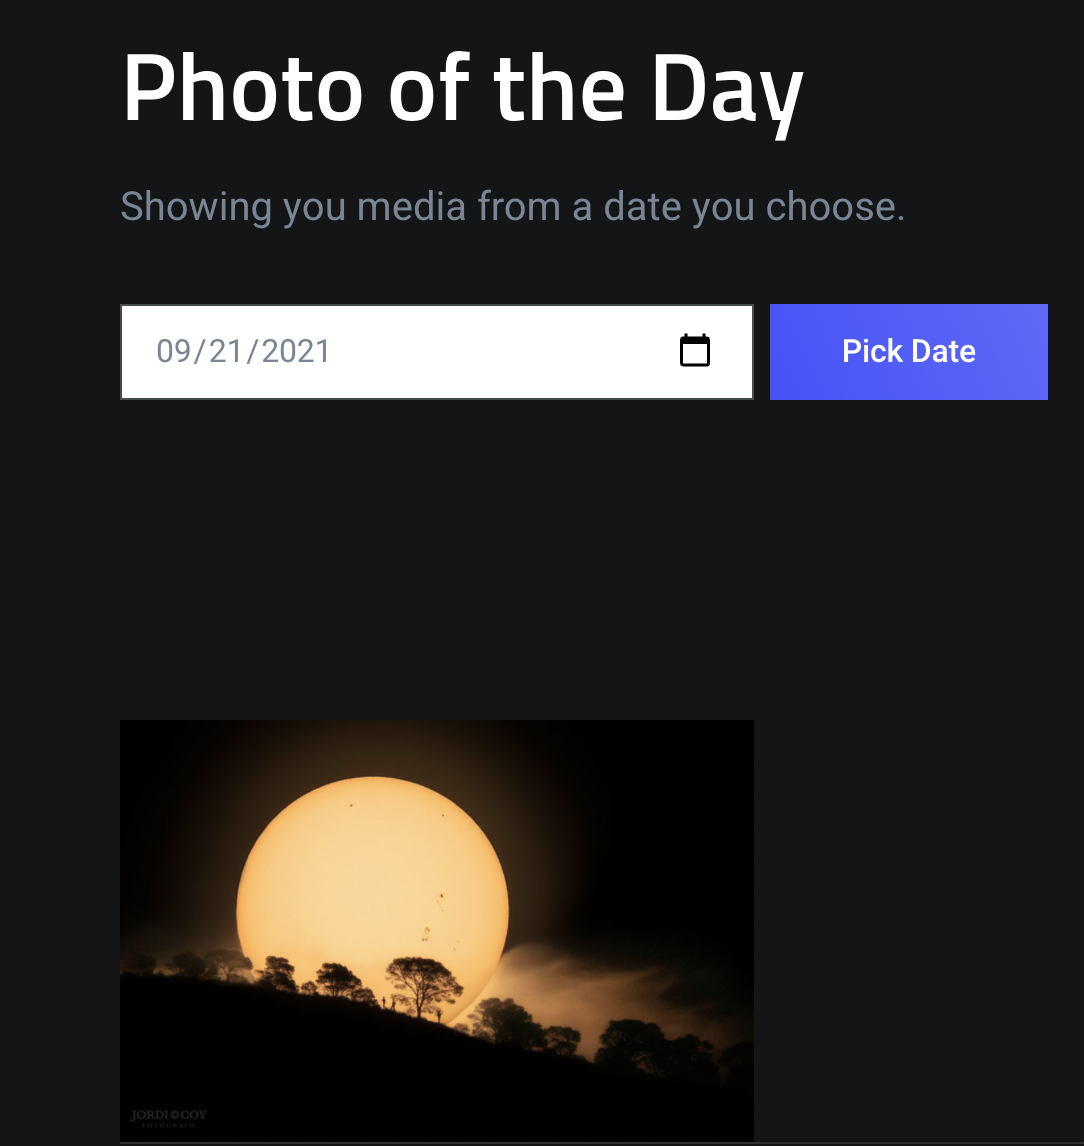 Photo of the Day
Showing you media from a date you choose.
09/21/2021
Pick Date
JORDI COY
FOTÓGRAFO